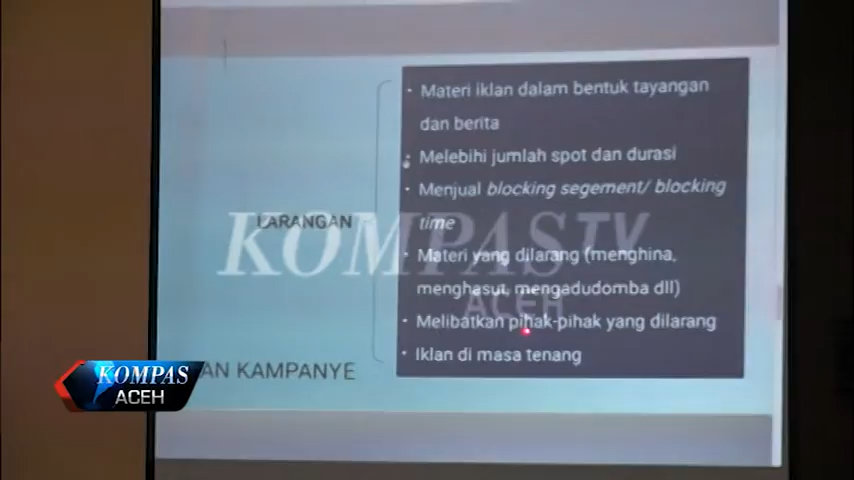 • Materi iklan dalam bentuk tayangan
dan berita
• Melebihi jumlah spot dan durasi
• Menjual blocking segement/ blocking
time
• Materi yang dilarang (menghina,
menghasut, mengadudomba dll)
• Melibatkan pihak-pihak yang dilarang
• Iklan di masa tenang
LARANGAN
AN KAMPANYE
KOMPAS TV
ACEH
KOMPAS
ACEH